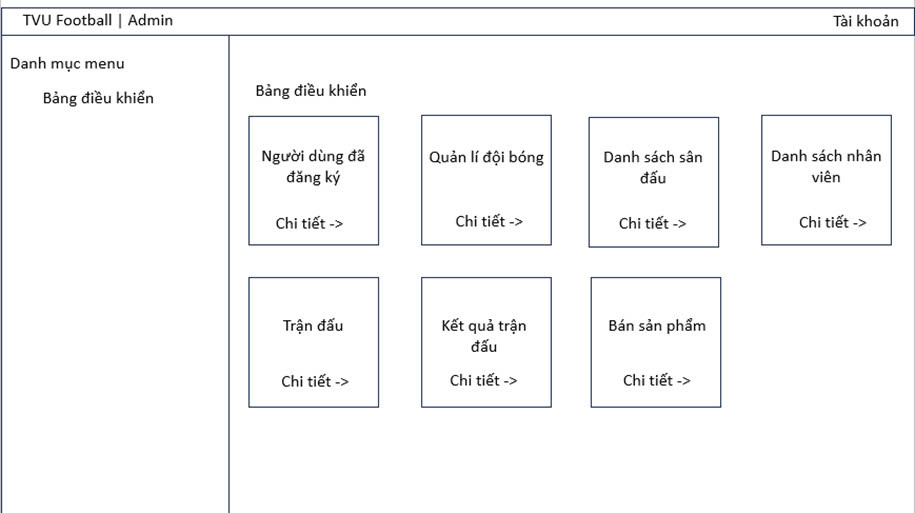 TVU Football | Admin
Tài khoản
Danh mục menu
Bảng điều khiển
Bảng điều khiển
Người dùng đã
đăng ký
Chi tiết ->
Quản lí đội bóng
Chi tiết ->
Danh sách sân
đấu
Chi tiết ->
Danh sách nhân
viên
Chi tiết ->
Trận đấu
Chi tiết ->
Kết quả trận
đấu
Chi tiết ->
Bán sản phẩm
Chi tiết ->